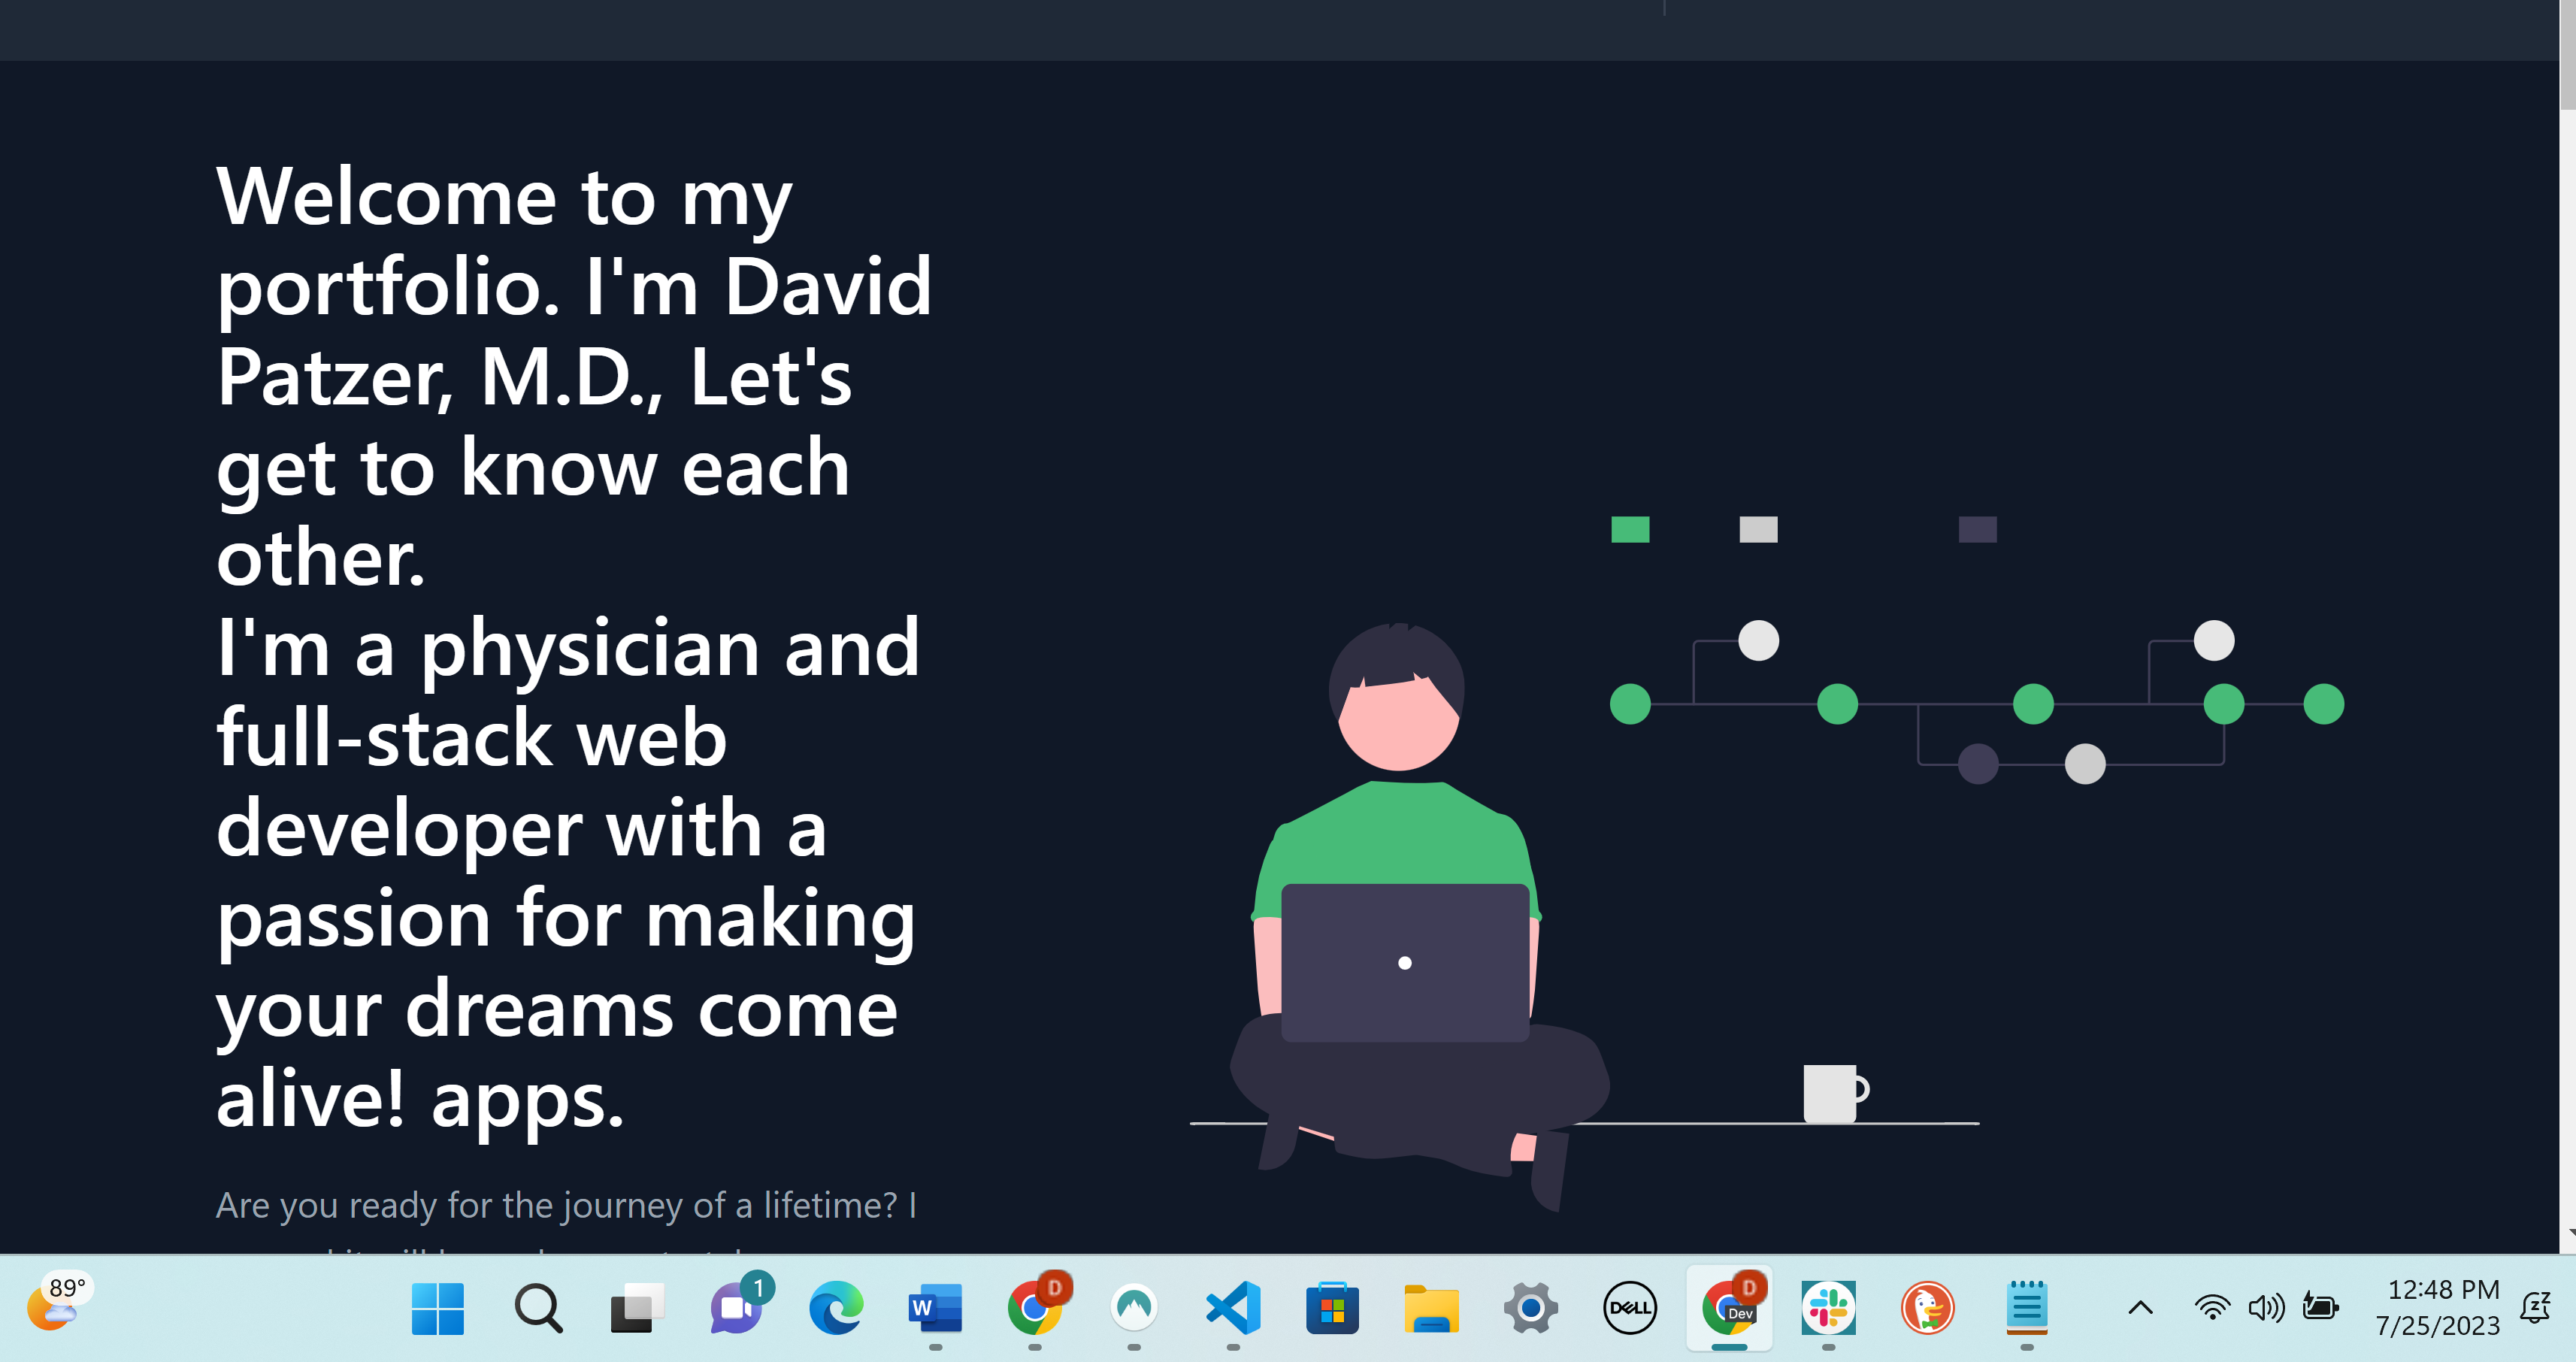 Welcome to my
portfolio. I'm David
Patzer, M.D., Let's
get to know each
other.
I'm a physician and
full-stack web
developer with a
passion for making
your dreams come
alive! apps.
Are you ready for the journey of a lifetime? I
89°
1
W
D
DELL
D
Dev
12:48 PM
7/25/2023